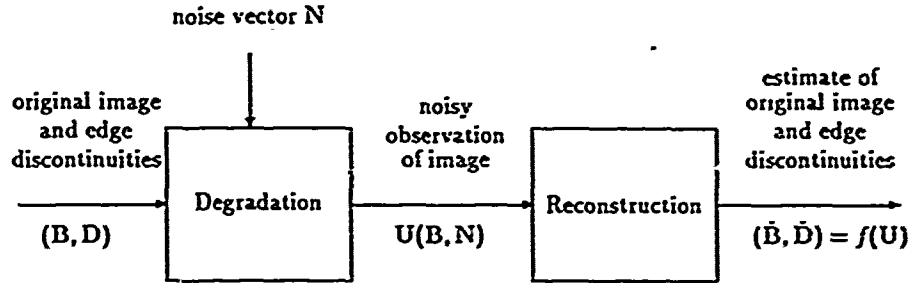 noise vector N
original image
and edge
discontinuities
noisy
observation
of image
estimate of
original image
and edge
discontinuities
Degradation
Reconstruction
(B, D)
U(B, N)
(B̂, D̂) = f(U)